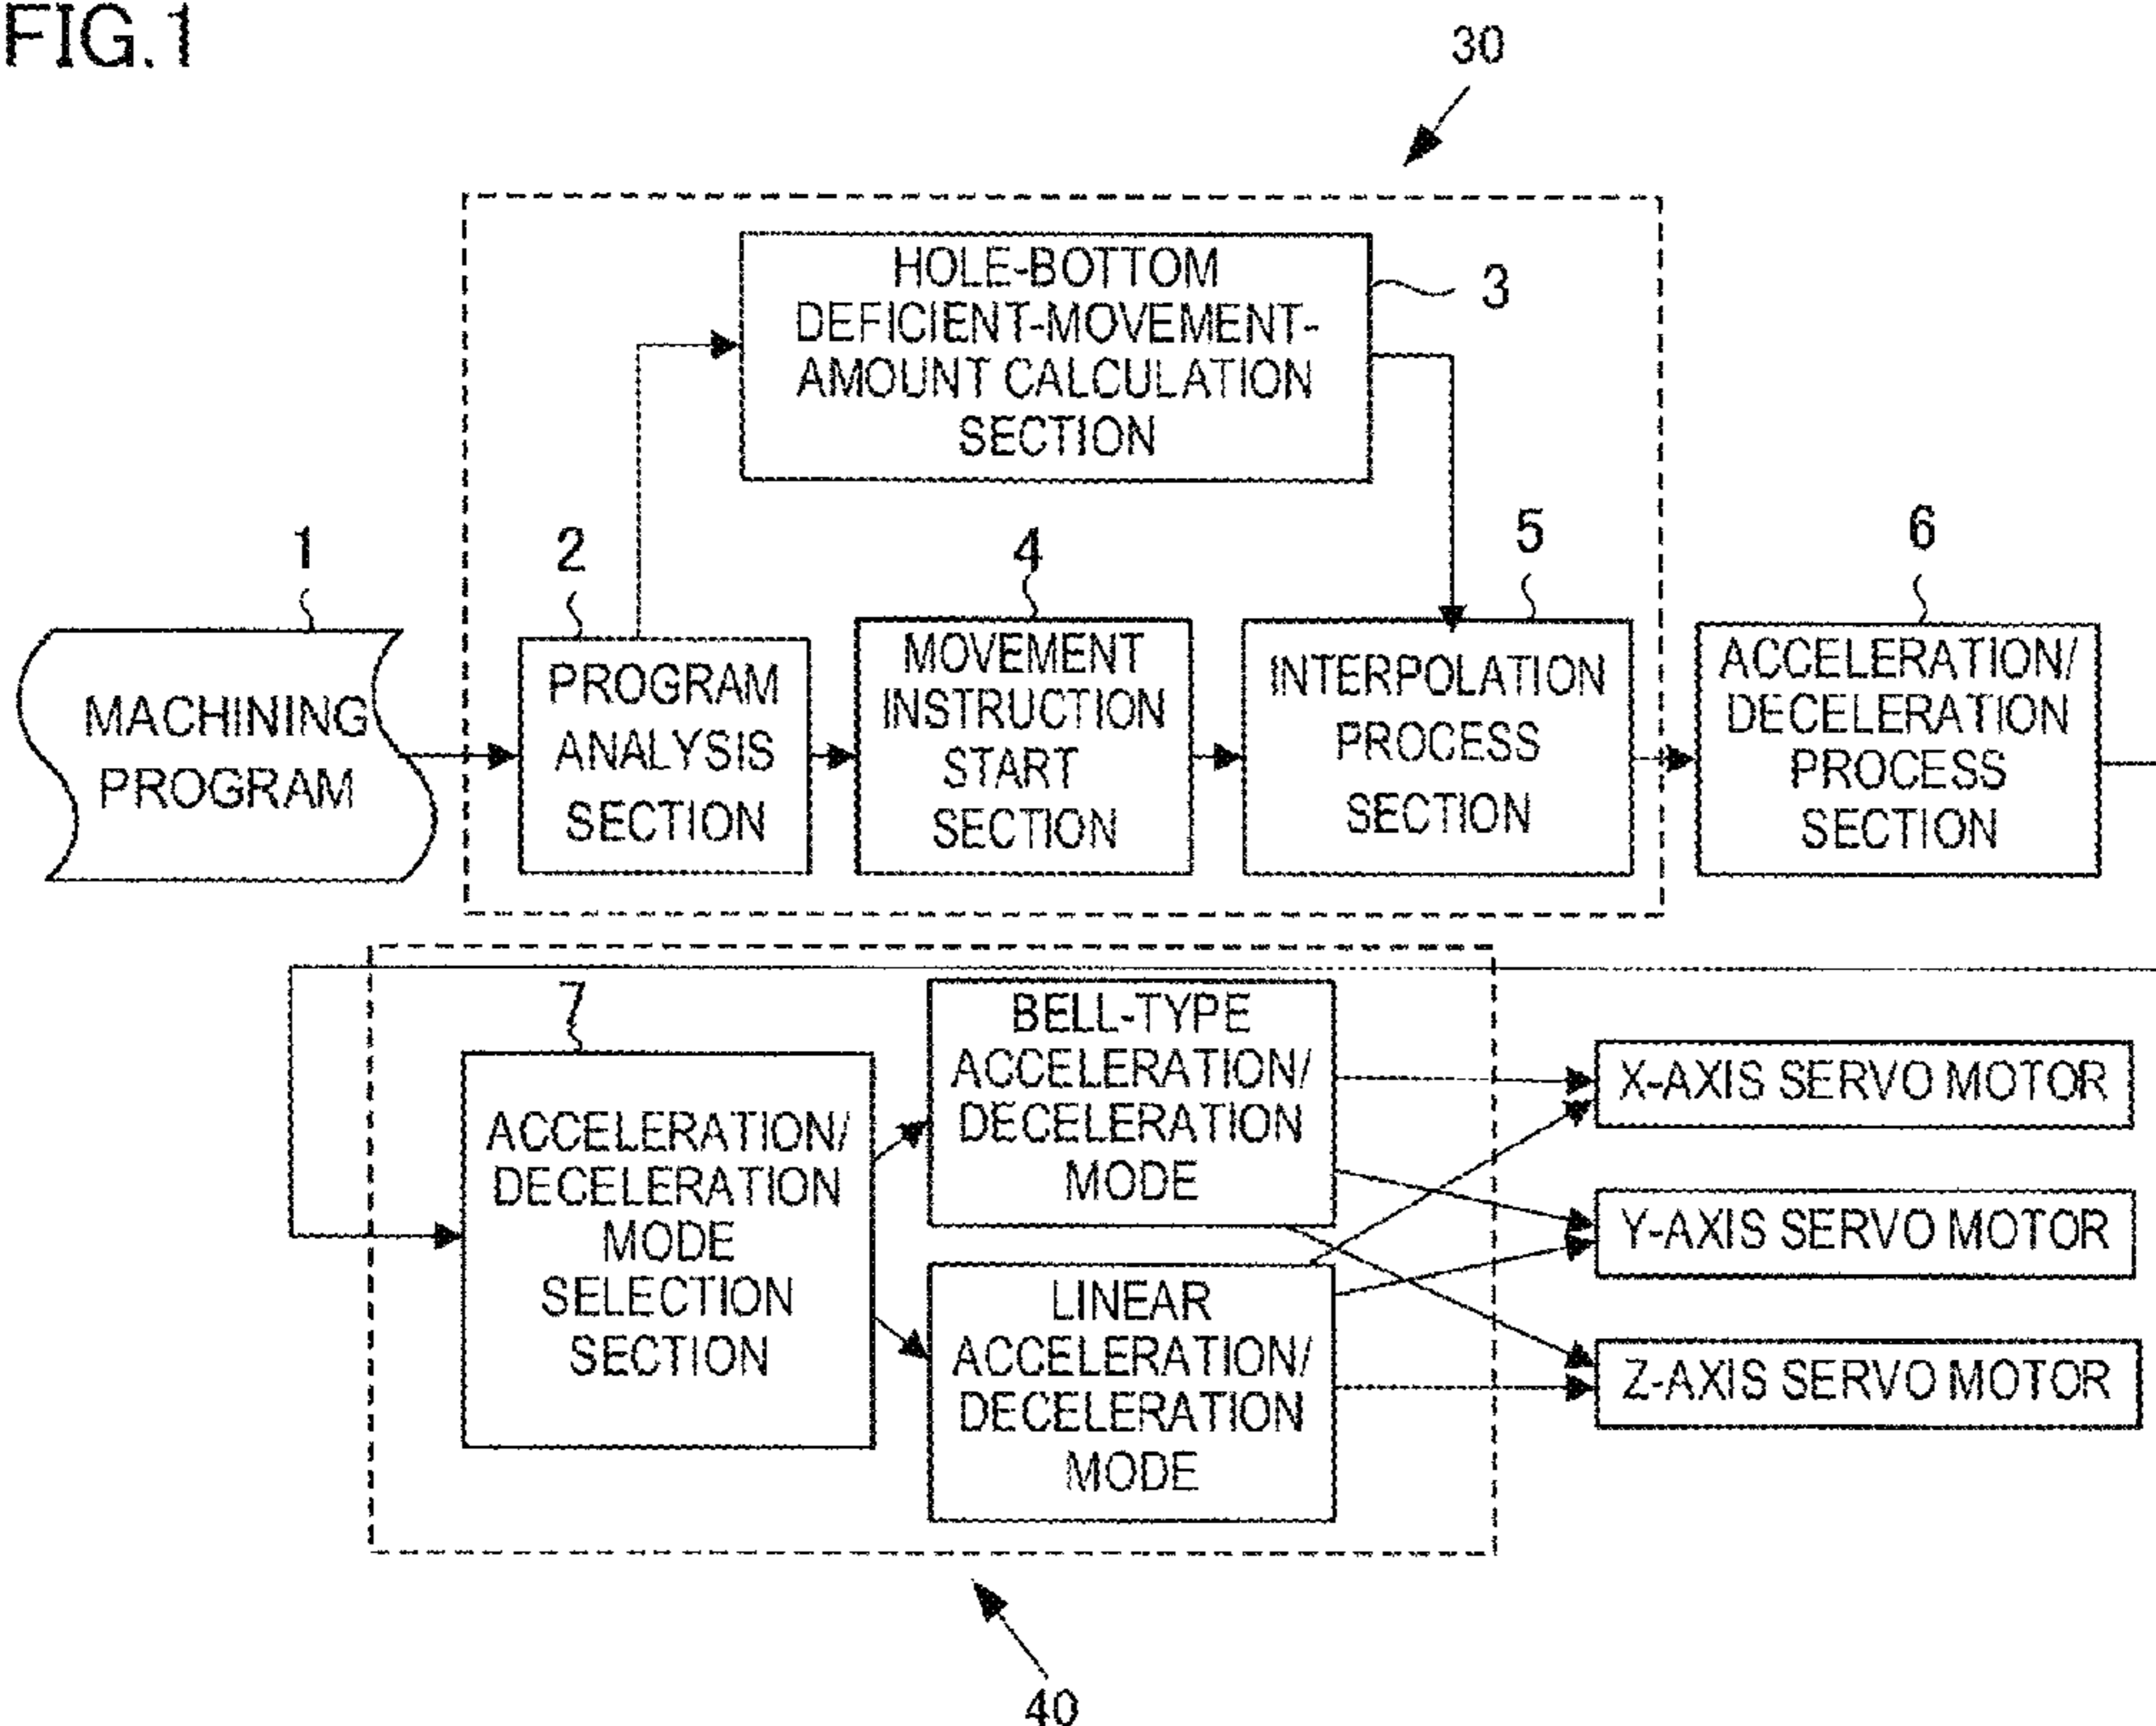 FIG.1
30
HOLE-BOTTOM
DEFICIENT-MOVEMENT-
AMOUNT CALCULATION
SECTION
3
1
2
4
5
6
MACHINING
PROGRAM
PROGRAM
ANALYSIS
SECTION
MOVEMENT
INSTRUCTION
START
SECTION
INTERPOLATION
PROCESS
SECTION
ACCELERATION/
DECELERATION
PROCESS
SECTION
7
ACCELERATION/
DECELERATION
MODE
SELECTION
SECTION
BELL-TYPE
ACCELERATION/
DECELERATION
MODE
LINEAR
ACCELERATION/
DECELERATION
MODE
X-AXIS SERVO MOTOR
Y-AXIS SERVO MOTOR
Z-AXIS SERVO MOTOR
40